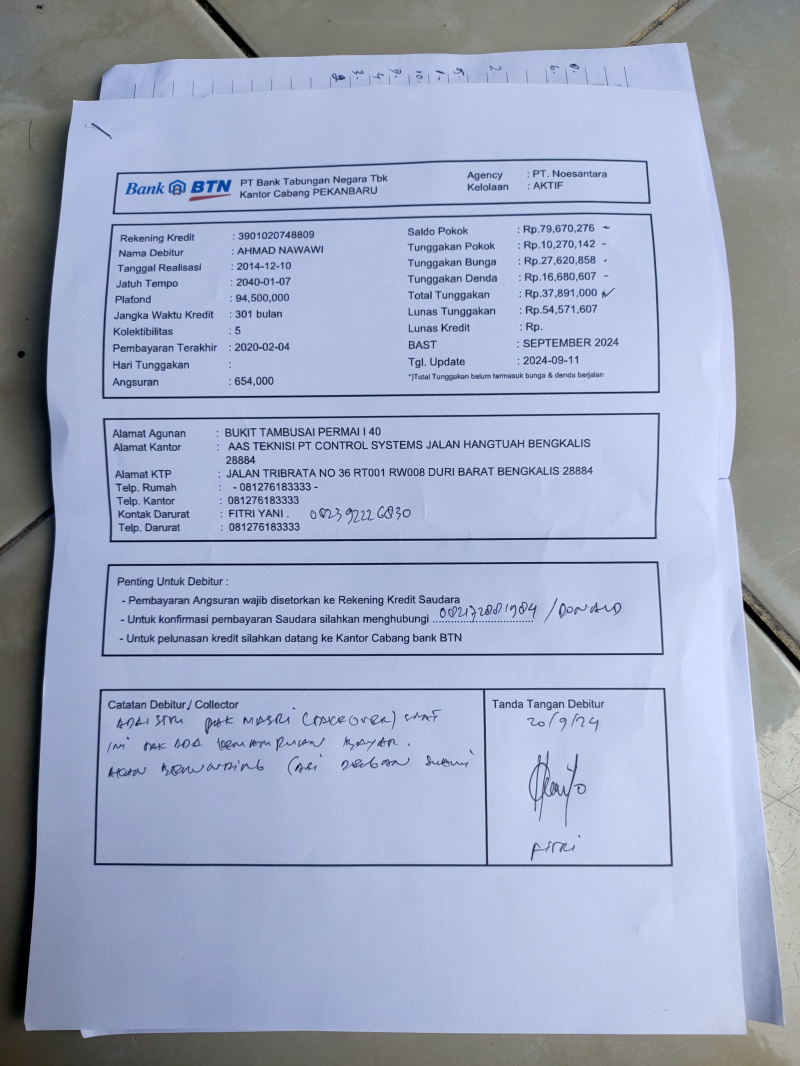 Bank BTN
PT Bank Tabungan Negara Tbk
Kantor Cabang PEKANBARU
Agency : PT. Noesantara
Kelolaan : AKTIF
Rekening Kredit : 3901020748809
Nama Debitur : AHMAD NAWAWI
Tanggal Realisasi : 2014-12-10
Jatuh Tempo : 2040-01-07
Plafond : 94,500,000
Jangka Waktu Kredit : 301 bulan
Kolektibilitas : 5
Pembayaran Terakhir : 2020-02-04
Hari Tunggakan :
Angsuran : 654,000
Saldo Pokok : Rp.79,670,276
Tunggakan Pokok : Rp.10,270,142
Tunggakan Bunga : Rp.27,620,858
Tunggakan Denda : Rp.16,680,607
Total Tunggakan : Rp.37,891,000
Lunas Tunggakan : Rp.54,571,607
Lunas Kredit : Rp.
BAST : SEPTEMBER 2024
Tgl. Update : 2024-09-11
*)Total Tunggakan belum termasuk bunga & denda berjalan
Alamat Agunan : BUKIT TAMBUSAI PERMAI I 40
Alamat Kantor : AAS TEKNISI PT CONTROL SYSTEMS JALAN HANGTUAH BENGKALIS
28884
Alamat KTP : JALAN TRIBRATA NO 36 RT001 RW008 DURI BARAT BENGKALIS 28884
Telp. Rumah : - 081276183333 -
Telp. Kantor : 081276183333
Kontak Darurat : FITRI YANI . 082392226830
Telp. Darurat : 081276183333
Penting Untuk Debitur :
- Pembayaran Angsuran wajib disetorkan ke Rekening Kredit Saudara
- Untuk konfirmasi pembayaran Saudara silahkan menghubungi 082172881984 / DONALD
- Untuk pelunasan kredit silahkan datang ke Kantor Cabang bank BTN
Catatan Debitur / Collector
PAK MASRI (TAKEOVER) SAAT
INI TAK ADA KEMAMPUAN BAYAR.
AKAN DENGAN SUAMI
Tanda Tangan Debitur
20/9/24
FITRI